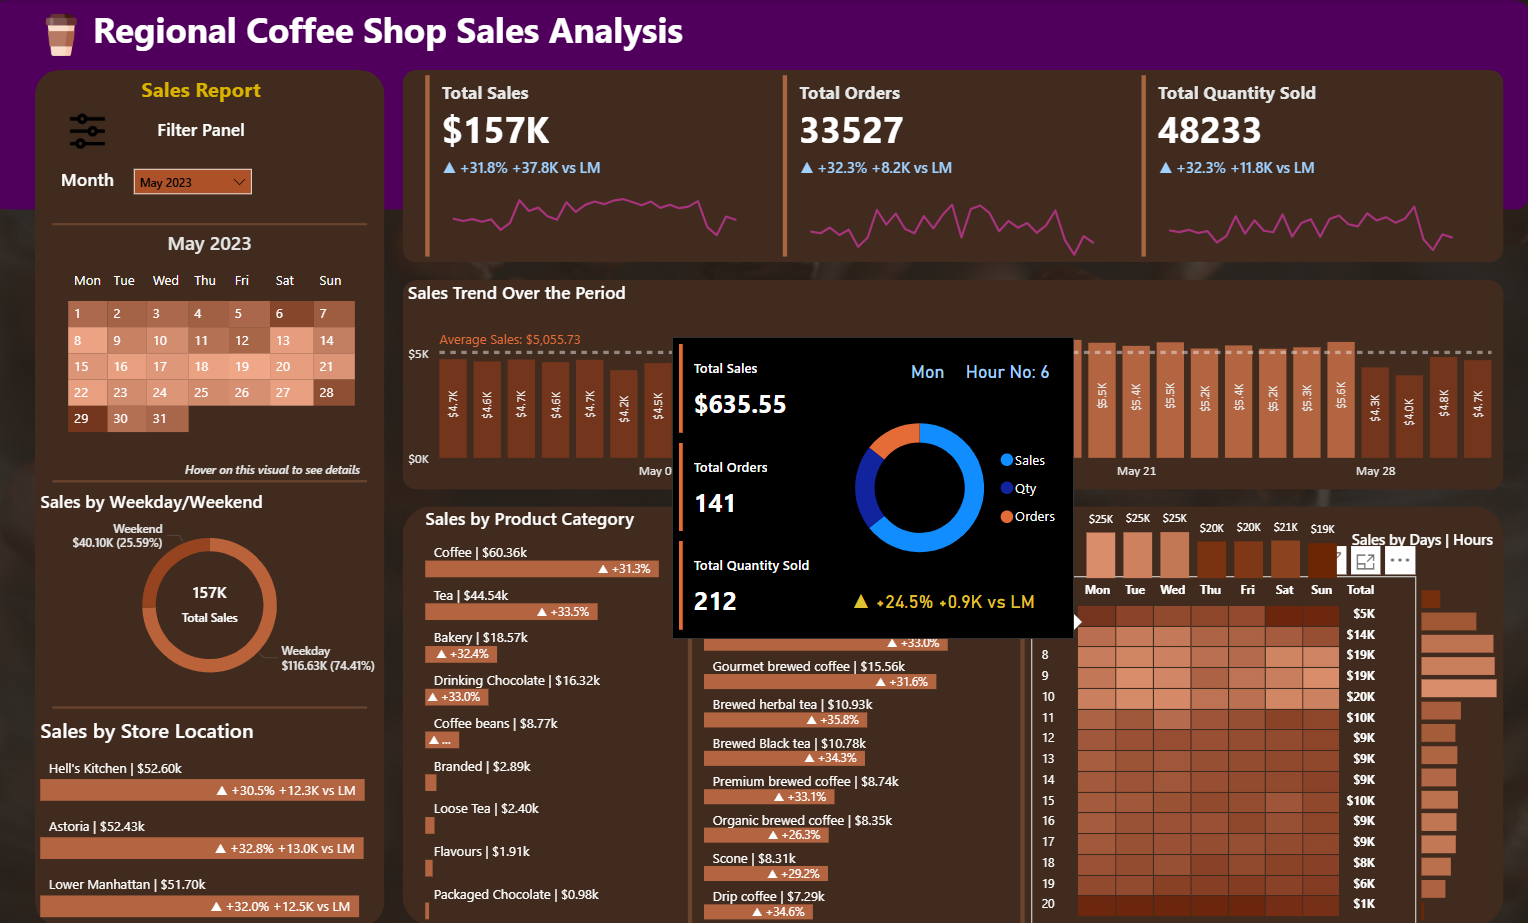 Regional Coffee Shop Sales Analysis
Sales Report
Filter Panel
Month
May 2023
May 2023
Mon Tue Wed Thu Fri Sat Sun
1 2 3 4 5 6 7
8 9 10 11 12 13 14
15 16 17 18 19 20 21
22 23 24 25 26 27 28
29 30 31
Hover on this visual to see details
Sales by Weekday/Weekend
Weekend
$40.10K (25.59%)
157K
Total Sales
Weekday
$116.63K (74.41%)
Sales by Store Location
Hell's Kitchen | $52.60k
▲ +30.5% +12.3K vs LM
Astoria | $52.43k
▲ +32.8% +13.0K vs LM
Lower Manhattan | $51.70k
▲ +32.0% +12.5K vs LM
Total Sales
$157K
▲ +31.8% +37.8K vs LM
Total Orders
33527
▲ +32.3% +8.2K vs LM
Total Quantity Sold
48233
▲ +32.3% +11.8K vs LM
Sales Trend Over the Period
Average Sales: $5,055.73
$5K
$0K
$4.7K $4.6K $4.7K $4.6K $4.7K $4.2K $4.5K
$5.5K $5.4K $5.5K $5.2K $5.4K $5.2K $5.3K $5.6K $4.3K $4.0K $4.8K $4.7K
May 0
May 21
May 28
Total Sales
$635.55
Total Orders
141
Total Quantity Sold
212
Mon Hour No: 6
Sales
Qty
Orders
▲ +24.5% +0.9K vs LM
Sales by Product Category
Coffee | $60.36k
▲ +31.3%
Tea | $44.54k
▲ +33.5%
Bakery | $18.57k
▲ +32.4%
Drinking Chocolate | $16.32k
▲ +33.0%
Coffee beans | $8.77k
▲ ...
Branded | $2.89k
Loose Tea | $2.40k
Flavours | $1.91k
Packaged Chocolate | $0.98k
▲ +33.0%
Gourmet brewed coffee | $15.56k
▲ +31.6%
Brewed herbal tea | $10.93k
▲ +35.8%
Brewed Black tea | $10.78k
▲ +34.3%
Premium brewed coffee | $8.74k
▲ +33.1%
Organic brewed coffee | $8.35k
▲ +26.3%
Scone | $8.31k
▲ +29.2%
Drip coffee | $7.29k
▲ +34.6%
Sales by Days | Hours
$25K $25K $25K $20K $20K $21K $19K
Mon Tue Wed Thu Fri Sat Sun Total
$5K
$14K
8 $19K
9 $19K
10 $20K
11 $10K
12 $9K
13 $9K
14 $9K
15 $10K
16 $9K
17 $9K
18 $8K
19 $6K
20 $1K